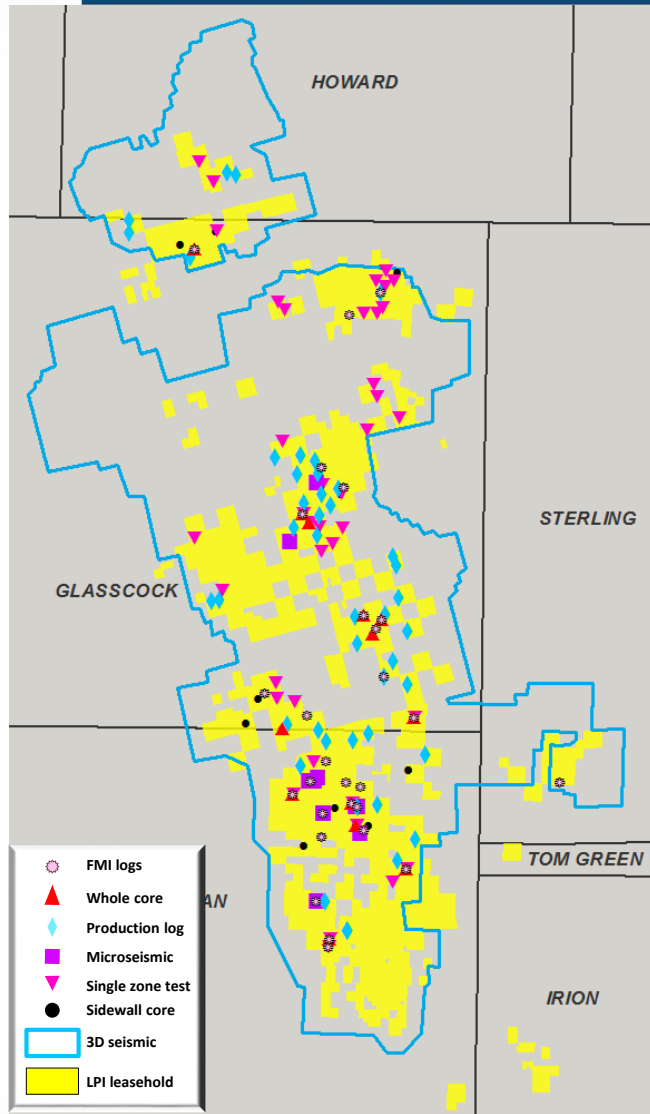 HOWARD
STERLING
GLASSCOCK
TOM GREEN
AN
IRION
FMI logs
Whole core
Production log
Microseismic
Single zone test
Sidewall core
3D seismic
LPI leasehold